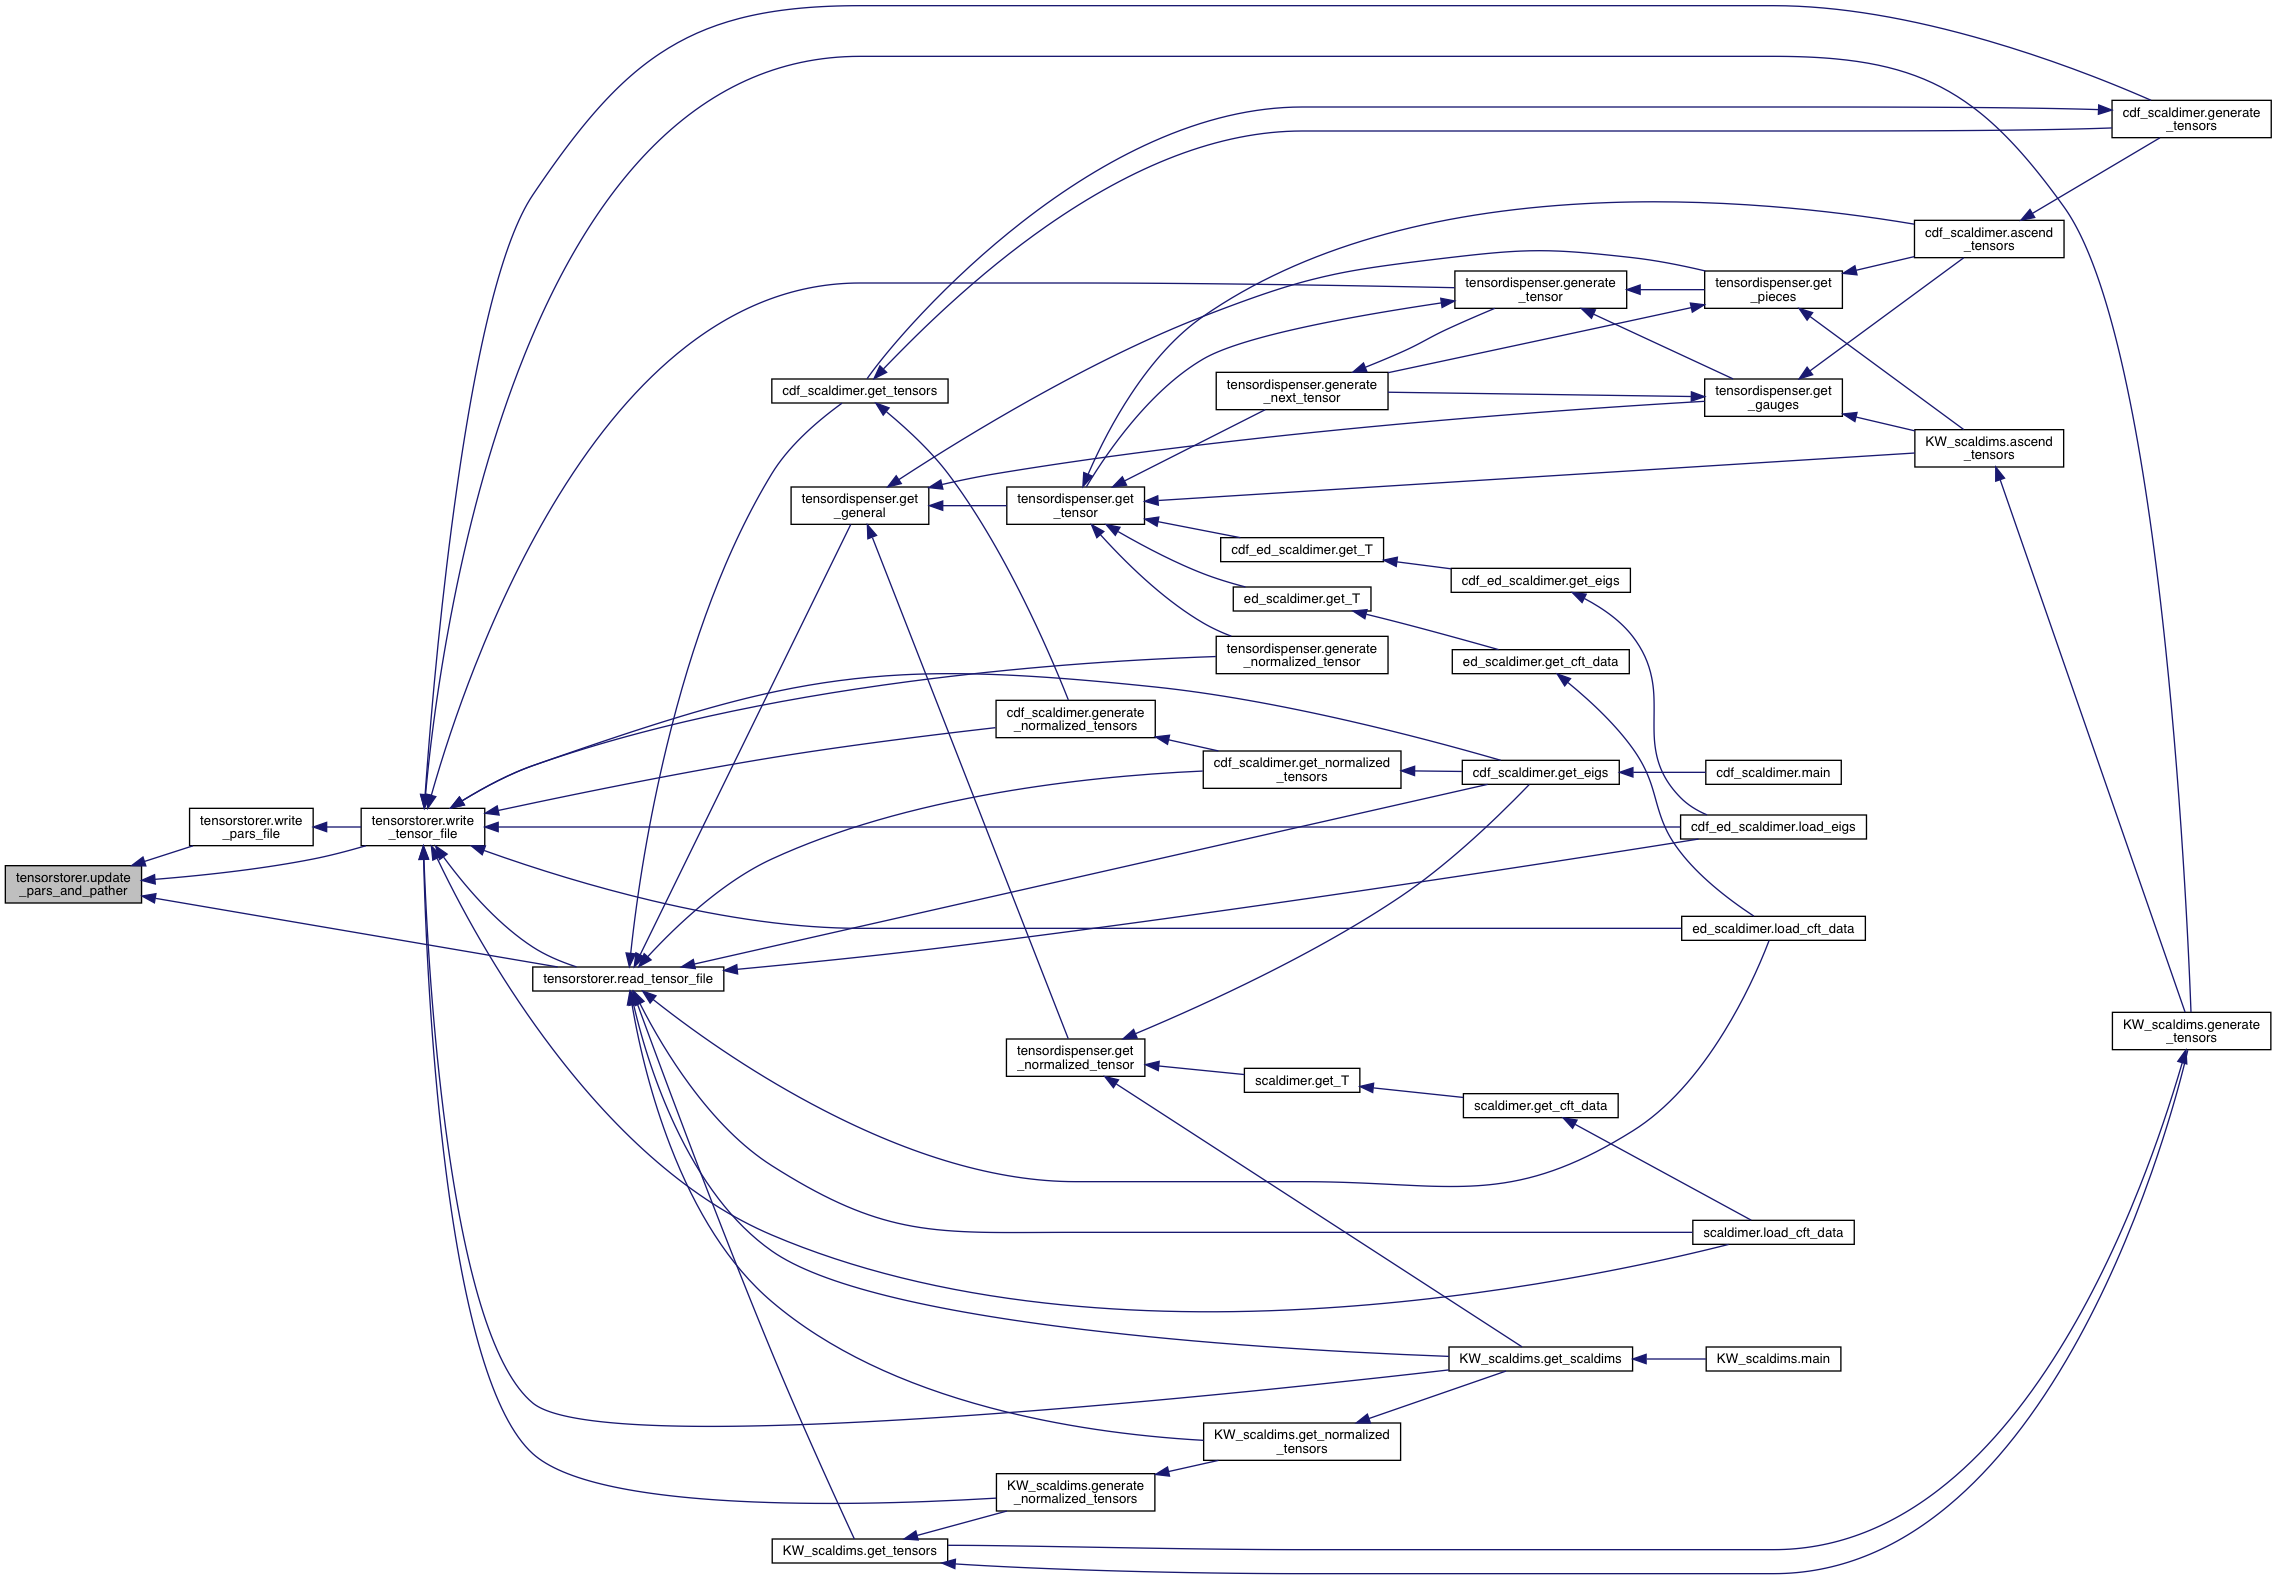 cdf_scaldimer.generate
_tensors
cdf_scaldimer.ascend
_tensors
tensordispenser.generate
_tensor
tensordispenser.get
_pieces
tensordispenser.generate
_next_tensor
cdf_scaldimer.get_tensors
tensordispenser.get
_gauges
KW_scaldims.ascend
_tensors
tensordispenser.get
_general
tensordispenser.get
_tensor
cdf_ed_scaldimer.get_T
cdf_ed_scaldimer.get_eigs
ed_scaldimer.get_T
tensordispenser.generate
_normalized_tensor
ed_scaldimer.get_cft_data
cdf_scaldimer.generate
_normalized_tensors
cdf_scaldimer.get_normalized
_tensors
cdf_scaldimer.get_eigs
cdf_scaldimer.main
tensorstorer.write
_pars_file
tensorstorer.write
_tensor_file
cdf_ed_scaldimer.load_eigs
tensorstorer.update
_pars_and_pather
ed_scaldimer.load_cft_data
tensorstorer.read_tensor_file
KW_scaldims.generate
_tensors
tensordispenser.get
_normalized_tensor
scaldimer.get_T
scaldimer.get_cft_data
scaldimer.load_cft_data
KW_scaldims.get_scaldims
KW_scaldims.main
KW_scaldims.get_normalized
_tensors
KW_scaldims.generate
_normalized_tensors
KW_scaldims.get_tensors